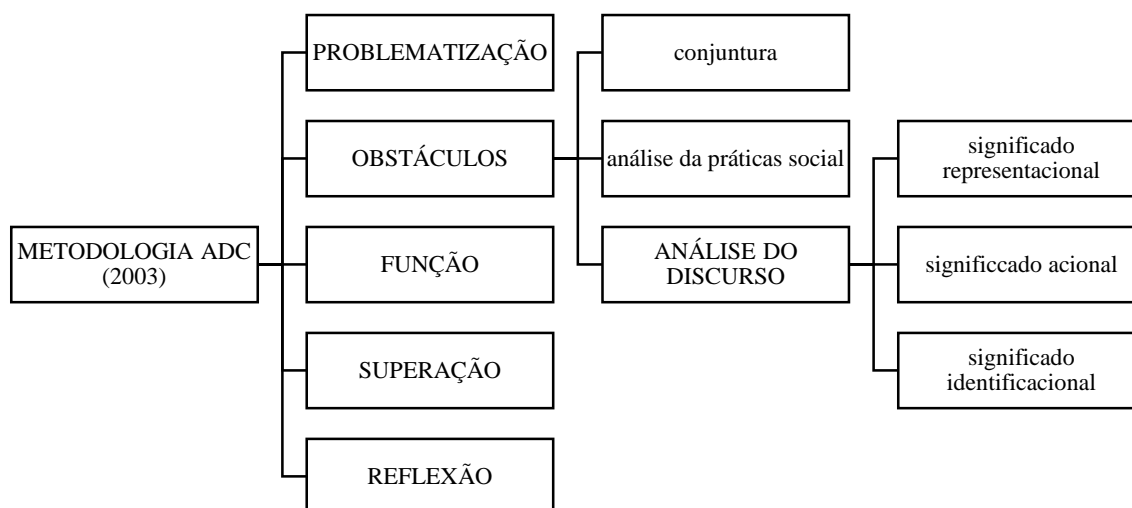 METODOLOGIA ADC
(2003)
PROBLEMATIZAÇÃO
OBSTÁCULOS
FUNÇÃO
SUPERAÇÃO
REFLEXÃO
conjuntura
análise da práticas social
ANÁLISE DO
DISCURSO
significado
representacional
significcado acional
significado
identificacional